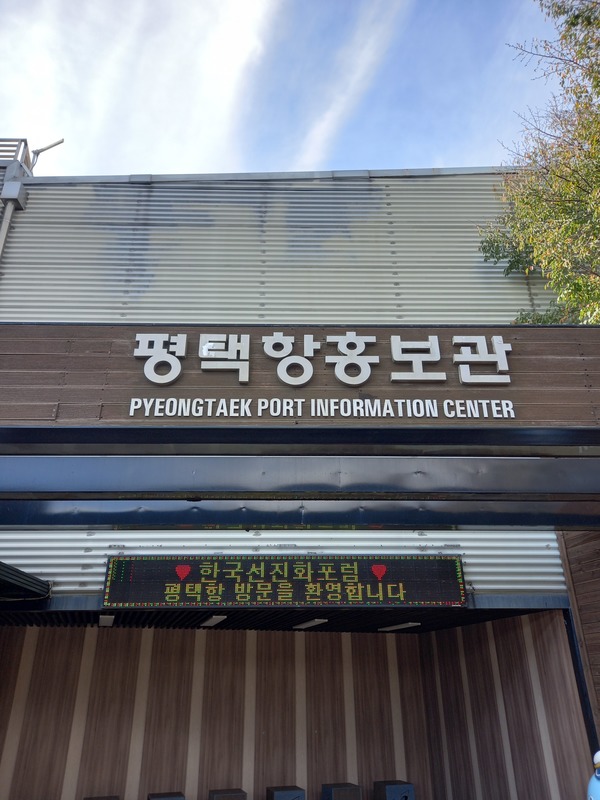 평택항홍보관
PYEONGTAEK PORT INFORMATION CENTER
한국선진화포럼
평택항 방문을 환영합니다